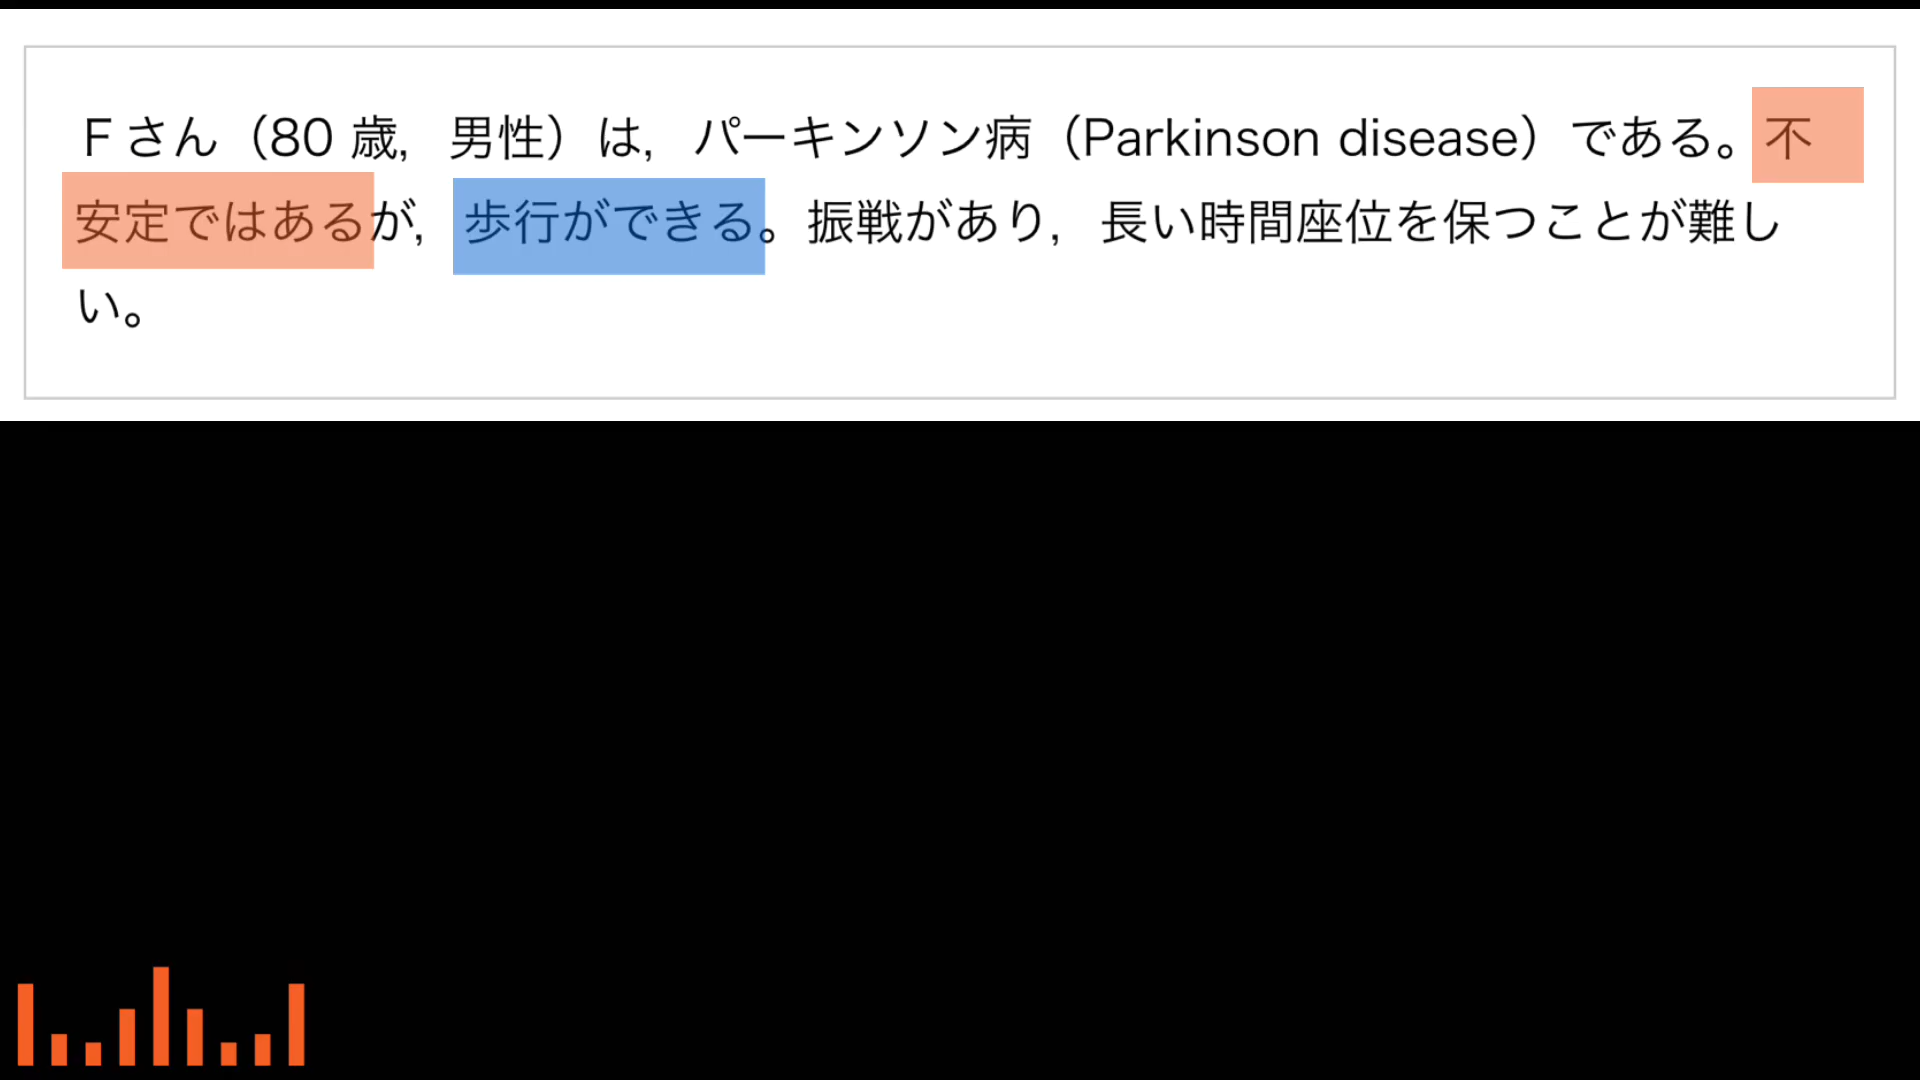 Fさん（80 歳，男性）は，パーキンソン病（Parkinson disease）である。不
安定ではあるが，歩行ができる。振戦があり，長い時間座位を保つことが難し
い。